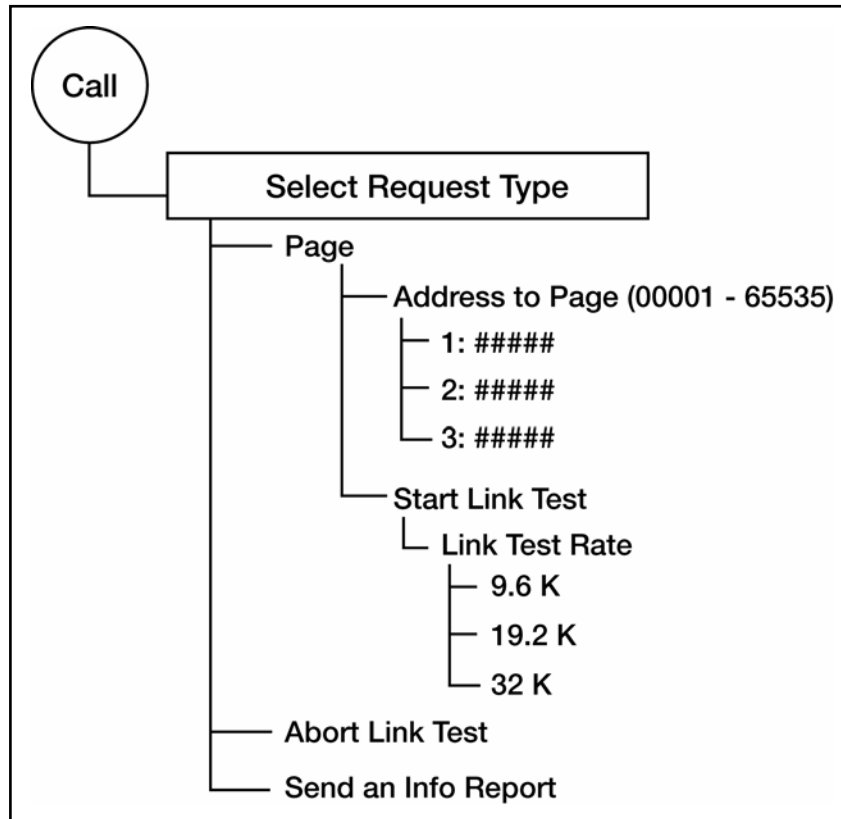 Call
Select Request Type
Page
Address to Page (00001 - 65535)
1: #####
2: #####
3: #####
Start Link Test
Link Test Rate
9.6 K
19.2 K
32 K
Abort Link Test
Send an Info Report